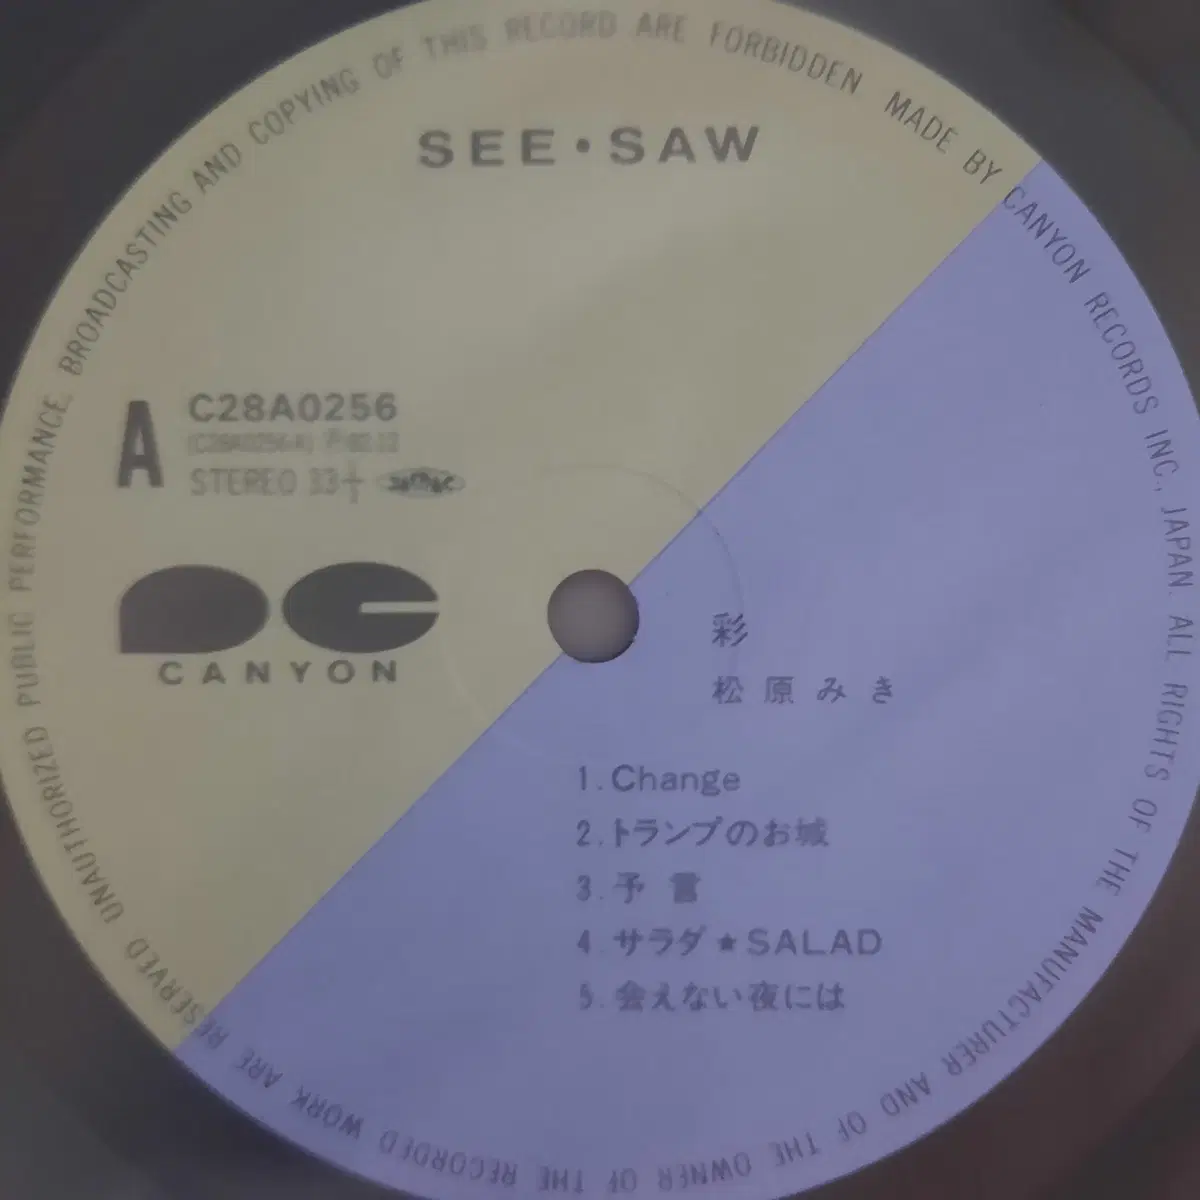 UNAUTHORIZED PUBLIC PERFORMANCE, BROADCASTING AND COPYING OF THIS RECORD ARE FORBIDDEN MADE BY CANYON RECORDS INC., JAPAN. ALL RIGHTS OF THE MANUFACTURER AND OF THE OWNER OF THE RECORDED WORK ARE RESERVED
SEE・SAW
A
C28A0256
STEREO 33⅓
CANYON
彩
松原みき
1. Change
2. トランプのお城
3. 予言
4. サラダ★SALAD
5. 会えない夜には